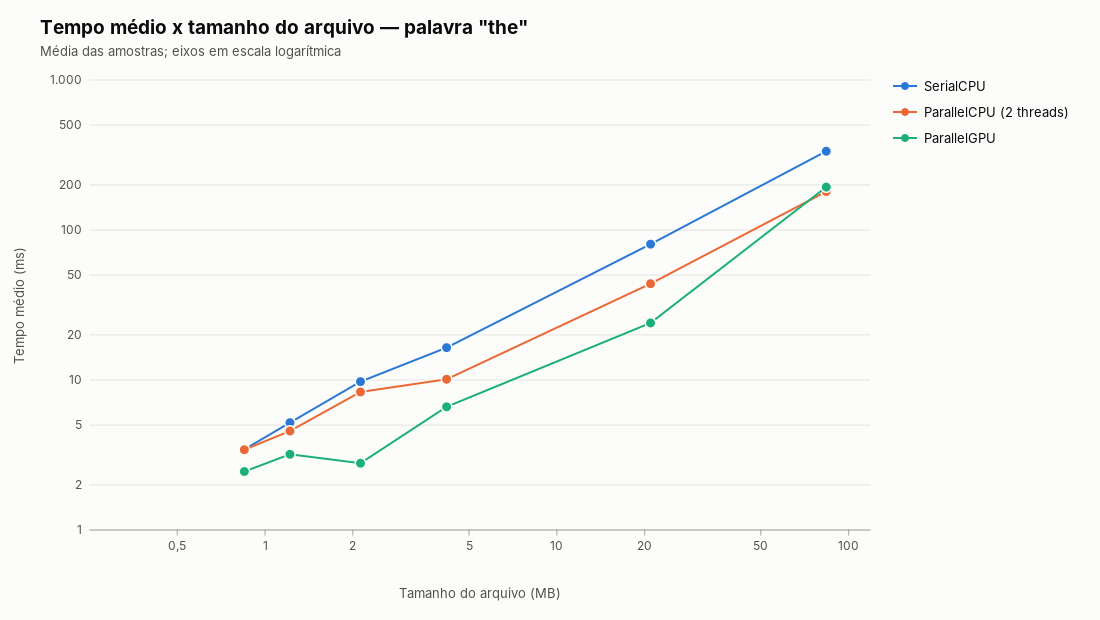 Tempo médio x tamanho do arquivo — palavra "the"
Média das amostras; eixos em escala logarítmica
1.000
500
200
100
50
20
10
5
2
1
Tempo médio (ms)
0,5
1
2
5
10
20
50
100
Tamanho do arquivo (MB)
SerialCPU
ParallelCPU (2 threads)
ParallelGPU